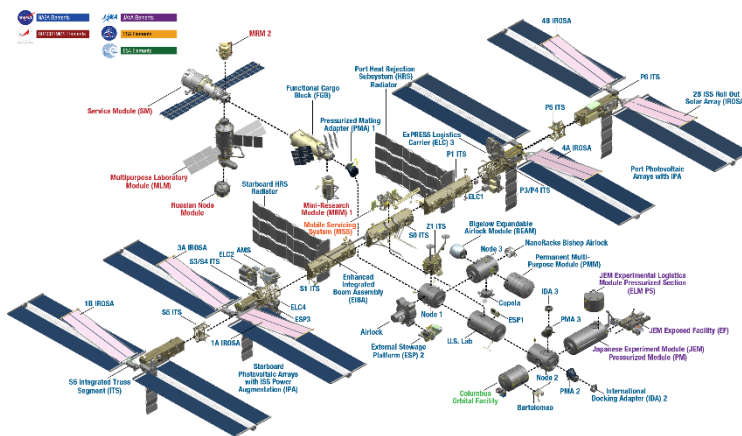 NASA
NASA Elements
JAXA
JAXA Elements
ROSCOSMOS Elements
CSA Elements
ESA Elements
MRM 2
Service Module (SM)
Functional Cargo
Block (FGB)
Pressurized Mating
Adapter (PMA) 1
Multipurpose Laboratory
Module (MLM)
Russian Node
Module
Mini-Research
Module (MRM) 1
Mobile Servicing
System (MSS)
Port Heat Rejection
Subsystem (HRS)
Radiator
ExPRESS Logistics
Carrier (ELC) 3
P1 ITS
ELC1
P3/P4 ITS
4B IROSA
P6 ITS
P5 ITS
2B ISS Roll Out
Solar Array (IROSA)
4A IROSA
Port Photovoltaic
Arrays with IPA
Starboard HRS
Radiator
S0 ITS
Z1 ITS
Bigelow Expandable
Airlock Module (BEAM)
Node 3
NanoRacks Bishop Airlock
Permanent Multi-
Purpose Module (PMM)
Cupola
JEM Experimental Logistics
Module Pressurized Section
(ELM PS)
JEM Exposed Facility (EF)
Japanese Experiment Module (JEM)
Pressurized Module (PM)
IDA 3
PMA 3
3A IROSA
ELC2
AMS
S3/S4 ITS
S1 ITS
Enhanced
Integrated
Boom Assembly
(EIBA)
ELC4
ESP3
1B IROSA
S5 ITS
1A IROSA
Starboard
Photovoltaic Arrays
with ISS Power
Augmentation (IPA)
S6 Integrated Truss
Segment (ITS)
Airlock
Node 1
External Stowage
Platform (ESP) 2
ESP1
U.S. Lab
Node 2
Columbus
Orbital Facility
Bartolomeo
PMA 2
International
Docking Adapter (IDA) 2